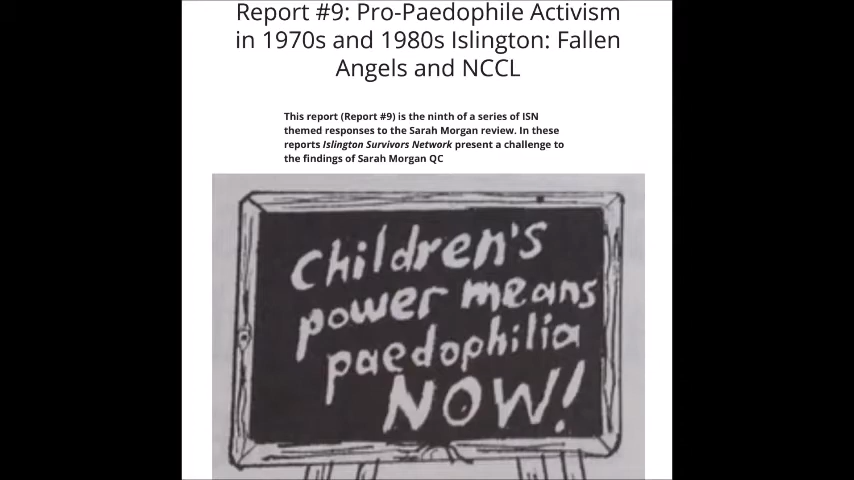 Report #9: Pro-Paedophile Activism
in 1970s and 1980s Islington: Fallen
Angels and NCCL
This report (Report #9) is the ninth of a series of ISN
themed responses to the Sarah Morgan review. In these
reports Islington Survivors Network present a challenge to
the findings of Sarah Morgan QC
Children's
power means
paedophilia
NOW!